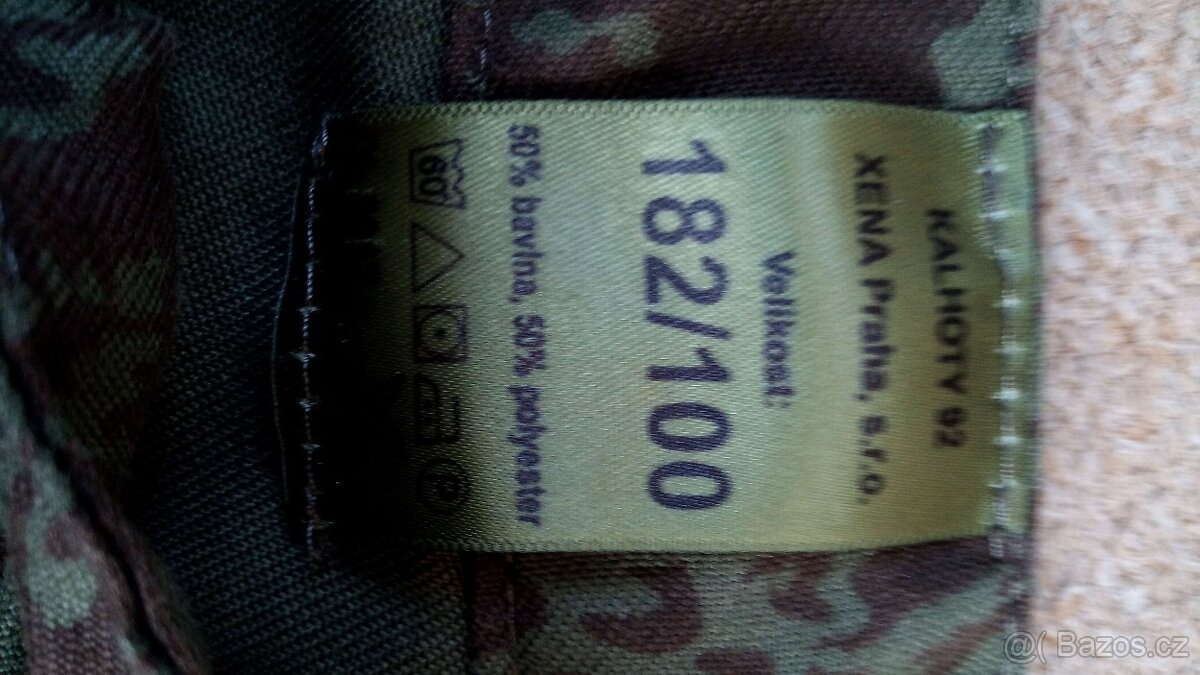 KALHOTY 92
XENA Praha, s.r.o.
Velikost:
182/100
50% bavlna, 50% polyester
60
P
@( Bazos.cz